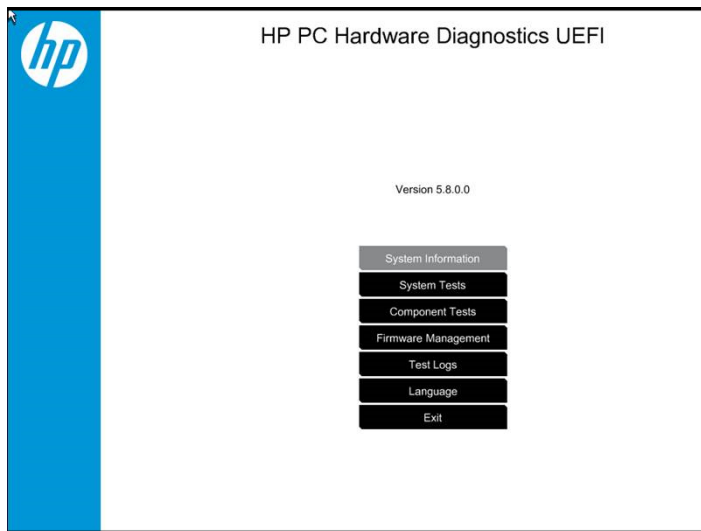 hp
HP PC Hardware Diagnostics UEFI
Version 5.8.0.0
System Information
System Tests
Component Tests
Firmware Management
Test Logs
Language
Exit